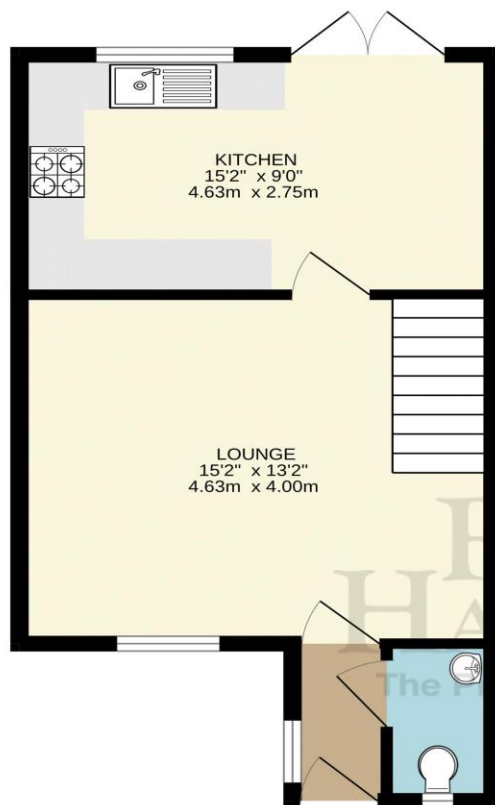 KITCHEN
15'2" x 9'0"
4.63m x 2.75m
LOUNGE
15'2" x 13'2"
4.63m x 4.00m
The